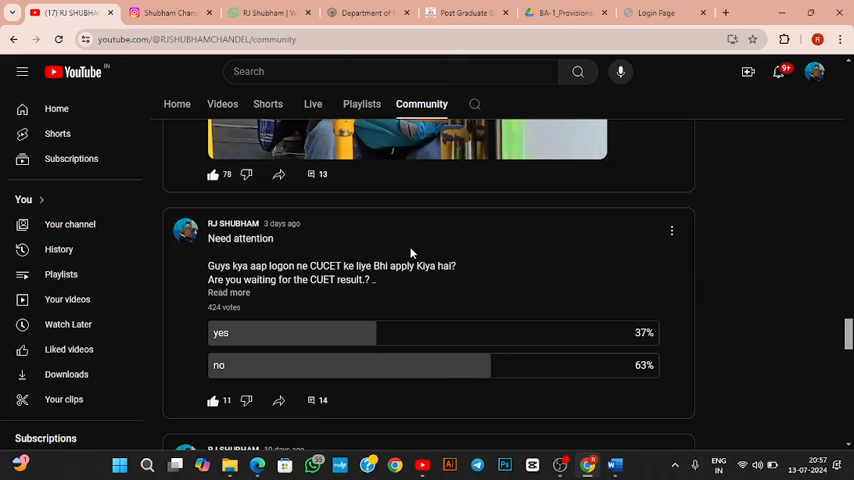 (17) RJ SHUBHAM
Shubham Chan
RJ Shubham | W
Department of H
Post Graduate G
BA-1_Provisional
Login Page
youtube.com/@RJSHUBHAMCHANDEL/community
YouTube IN
Search
9+
Home
Videos
Shorts
Live
Playlists
Community
Home
Shorts
Subscriptions
You
Your channel
History
Playlists
Your videos
Watch Later
Liked videos
Downloads
Your clips
Subscriptions
78
13
RJ SHUBHAM 3 days ago
Need attention
Guys kya aap logon ne CUCET ke liye Bhi apply Kiya hai?
Are you waiting for the CUET result.? ..
Read more
424 votes
yes 37%
no 63%
11
14
ENG
IN
20:57
13-07-2024